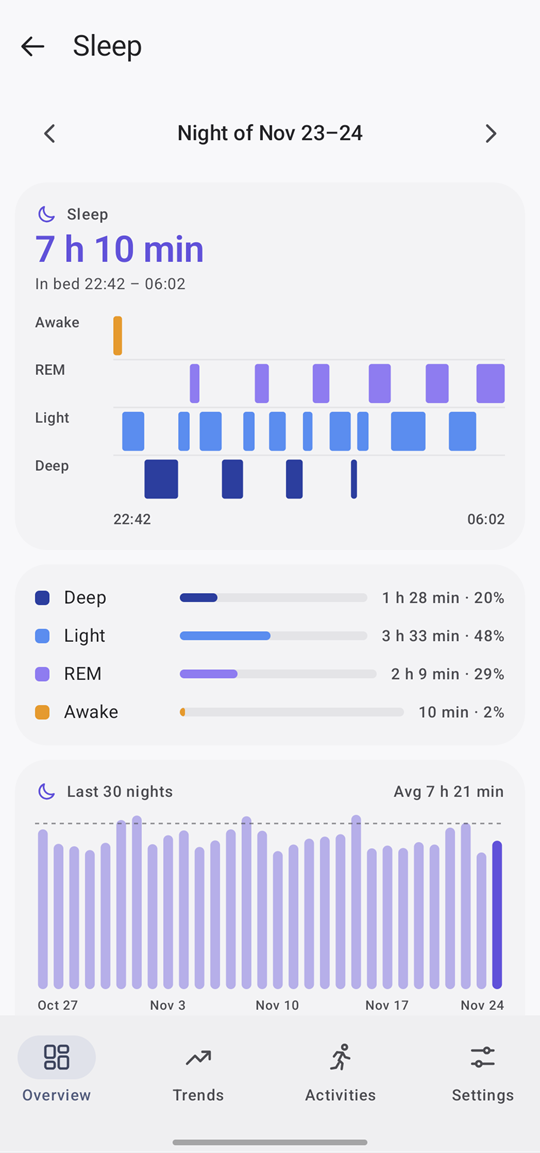 Sleep
Night of Nov 23–24
Sleep
7 h 10 min
In bed 22:42 – 06:02
Awake
REM
Light
Deep
22:42 06:02
Deep 1 h 28 min · 20%
Light 3 h 33 min · 48%
REM 2 h 9 min · 29%
Awake 10 min · 2%
Last 30 nights Avg 7 h 21 min
Oct 27 Nov 3 Nov 10 Nov 17 Nov 24
Overview Trends Activities Settings